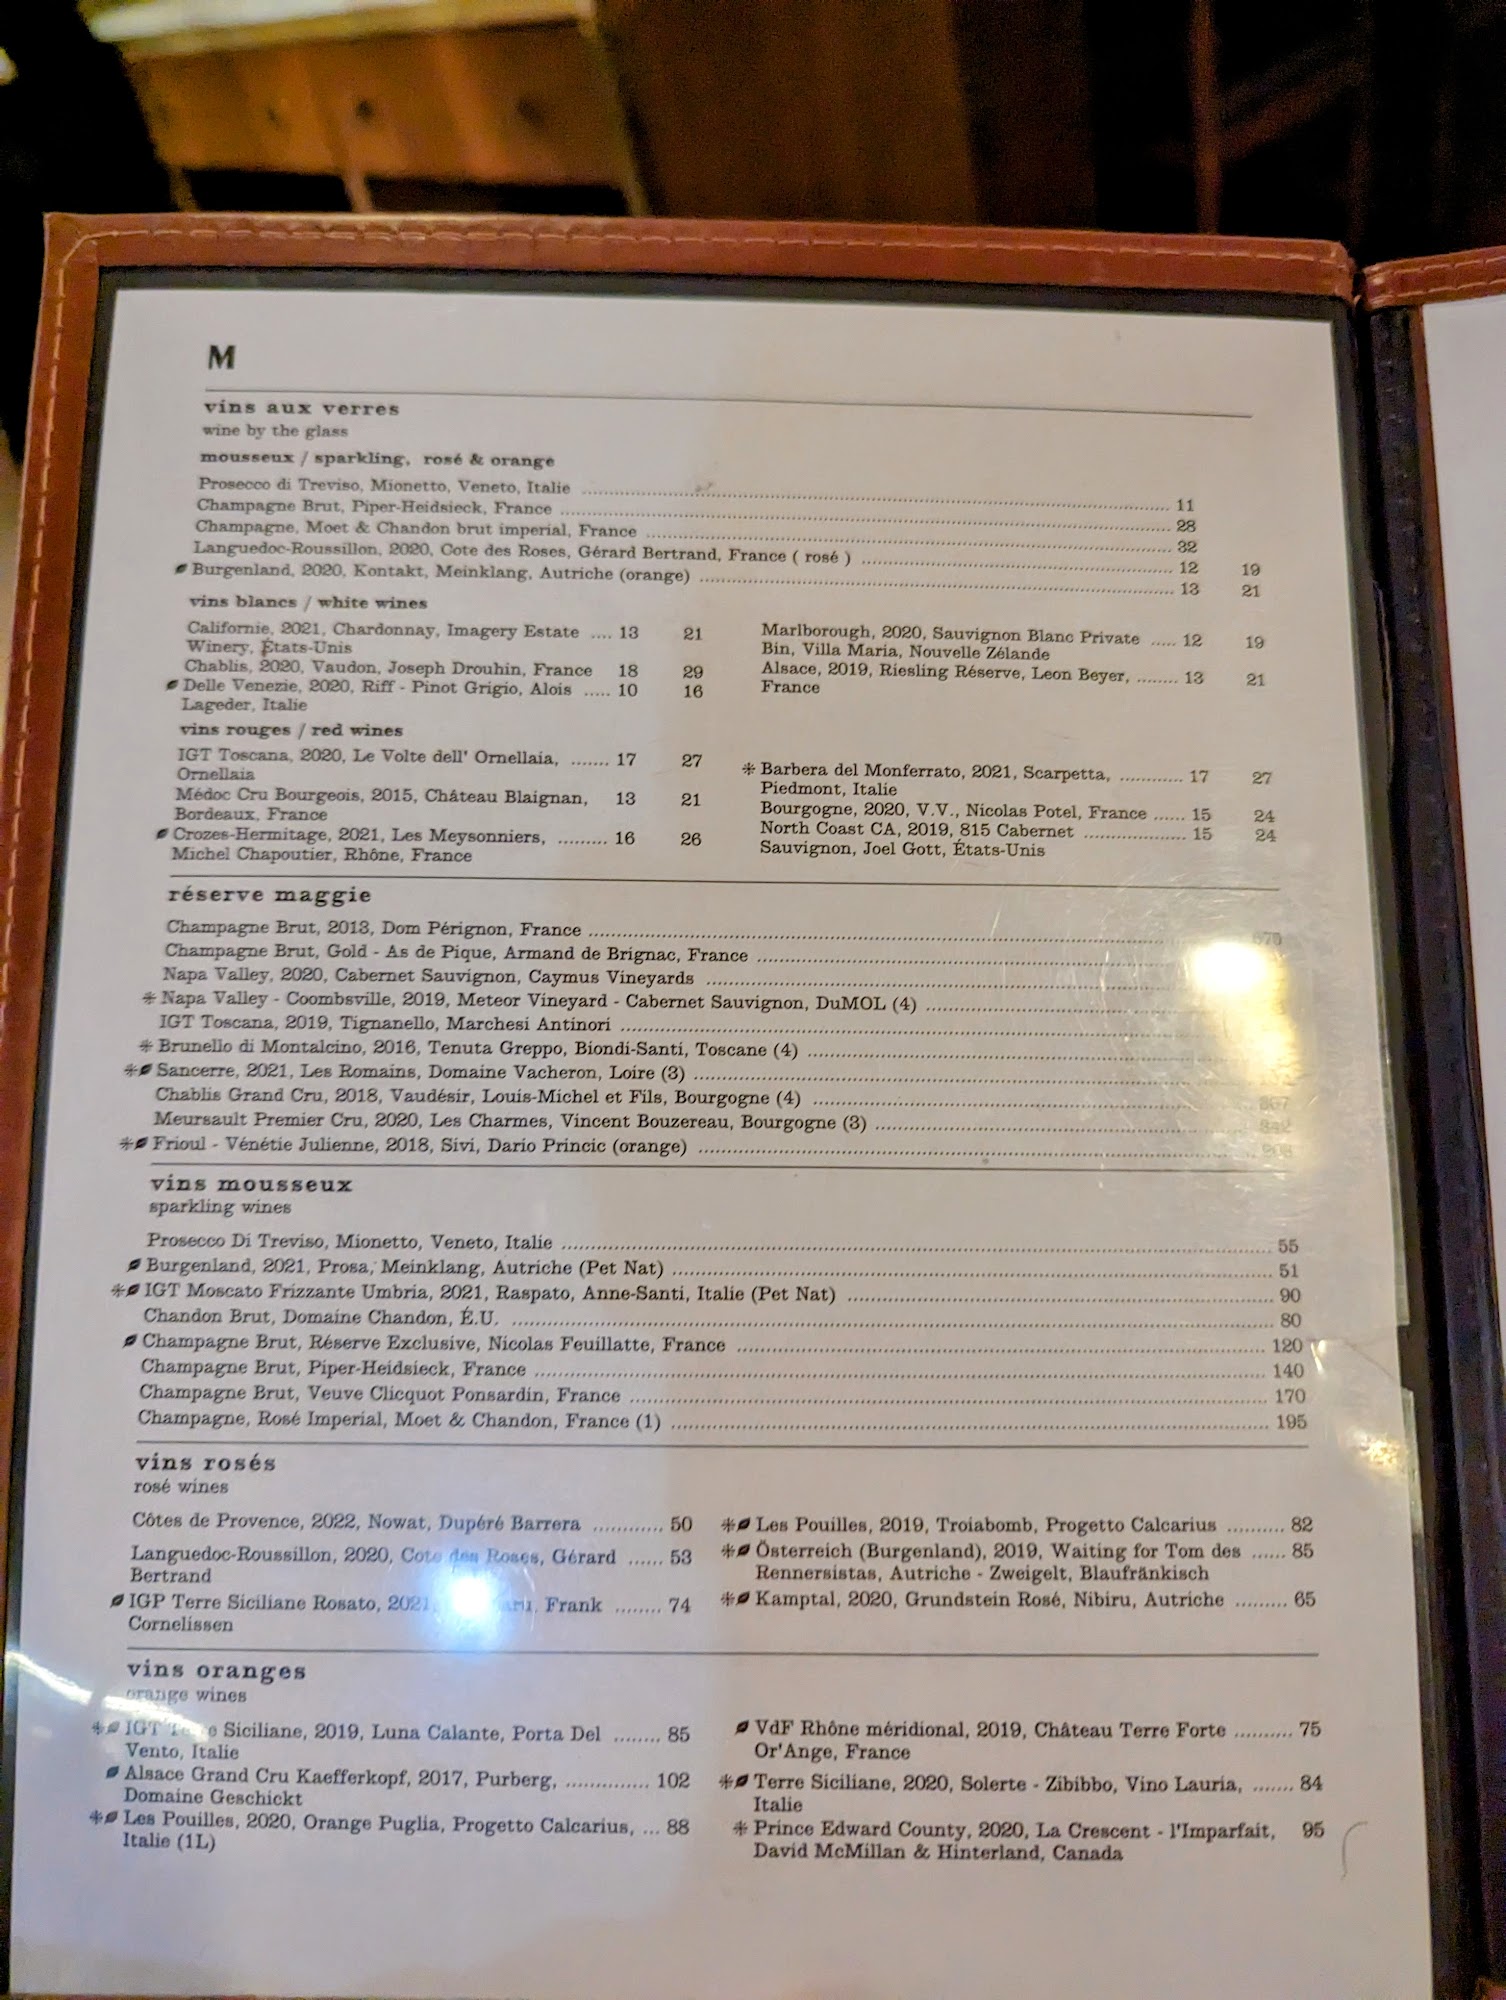 M
vins aux verres
wine by the glass
mousseux / sparkling, rosé & orange
Prosecco di Treviso, Mionetto, Veneto, Italie ........ 11
Champagne Brut, Piper-Heidsieck, France ........ 28
Champagne, Moet & Chandon brut imperial, France ........ 32
Languedoc-Roussillon, 2020, Cote des Roses, Gérard Bertrand, France ( rosé ) ........ 12 19
Burgenland, 2020, Kontakt, Meinklang, Autriche (orange) ........ 13 21
vins blancs / white wines
Californie, 2021, Chardonnay, Imagery Estate .... 13 21
Winery, États-Unis
Chablis, 2020, Vaudon, Joseph Drouhin, France 18 29
Delle Venezie, 2020, Riff - Pinot Grigio, Alois ..... 10 16
Lageder, Italie
Marlborough, 2020, Sauvignon Blanc Private ..... 12 19
Bin, Villa Maria, Nouvelle Zélande
Alsace, 2019, Riesling Réserve, Leon Beyer, ........ 13 21
France
vins rouges / red wines
IGT Toscana, 2020, Le Volte dell' Ornellaia, ....... 17 27
Ornellaia
Médoc Cru Bourgeois, 2015, Château Blaignan, 13 21
Bordeaux, France
Crozes-Hermitage, 2021, Les Meysonniers, ......... 16 26
Michel Chapoutier, Rhône, France
✳ Barbera del Monferrato, 2021, Scarpetta, ............ 17 27
Piedmont, Italie
Bourgogne, 2020, V.V., Nicolas Potel, France ...... 15 24
North Coast CA, 2019, 815 Cabernet ................. 15 24
Sauvignon, Joel Gott, États-Unis
réserve maggie
Champagne Brut, 2013, Dom Pérignon, France ........
Champagne Brut, Gold - As de Pique, Armand de Brignac, France ........
Napa Valley, 2020, Cabernet Sauvignon, Caymus Vineyards ........
✳ Napa Valley - Coombsville, 2019, Meteor Vineyard - Cabernet Sauvignon, DuMOL (4) ........
IGT Toscana, 2019, Tignanello, Marchesi Antinori ........
✳ Brunello di Montalcino, 2016, Tenuta Greppo, Biondi-Santi, Toscane (4) ........
✳ Sancerre, 2021, Les Romains, Domaine Vacheron, Loire (3) ........
Chablis Grand Cru, 2018, Vaudésir, Louis-Michel et Fils, Bourgogne (4) ........
Meursault Premier Cru, 2020, Les Charmes, Vincent Bouzereau, Bourgogne (3) ........
✳ Frioul - Vénétie Julienne, 2018, Sivi, Dario Princic (orange) ........
vins mousseux
sparkling wines
Prosecco Di Treviso, Mionetto, Veneto, Italie ........ 55
Burgenland, 2021, Prosa, Meinklang, Autriche (Pet Nat) ........ 51
✳ IGT Moscato Frizzante Umbria, 2021, Raspato, Anne-Santi, Italie (Pet Nat) ........ 90
Chandon Brut, Domaine Chandon, É.U. ........ 80
Champagne Brut, Réserve Exclusive, Nicolas Feuillatte, France ........ 120
Champagne Brut, Piper-Heidsieck, France ........ 140
Champagne Brut, Veuve Clicquot Ponsardin, France ........ 170
Champagne, Rosé Imperial, Moet & Chandon, France (1) ........ 195
vins rosés
rosé wines
Côtes de Provence, 2022, Nowat, Dupéré Barrera ............ 50
Languedoc-Roussillon, 2020, Cote des Roses, Gérard ...... 53
Bertrand
IGP Terre Siciliane Rosato, 2021, Frank ........ 74
Cornelissen
✳ Les Pouilles, 2019, Troiabomb, Progetto Calcarius .......... 82
✳ Österreich (Burgenland), 2019, Waiting for Tom des ...... 85
Rennersistas, Autriche - Zweigelt, Blaufränkisch
✳ Kamptal, 2020, Grundstein Rosé, Nibiru, Autriche ......... 65
vins oranges
orange wines
✳ IGT Terre Siciliane, 2019, Luna Calante, Porta Del ........ 85
Vento, Italie
Alsace Grand Cru Kaefferkopf, 2017, Purberg, .............. 102
Domaine Geschickt
✳ Les Pouilles, 2020, Orange Puglia, Progetto Calcarius, ... 88
Italie (1L)
VdF Rhône méridional, 2019, Château Terre Forte .......... 75
Or'Ange, France
✳ Terre Siciliane, 2020, Solerte - Zibibbo, Vino Lauria, ....... 84
Italie
✳ Prince Edward County, 2020, La Crescent - l'Imparfait, 95
David McMillan & Hinterland, Canada